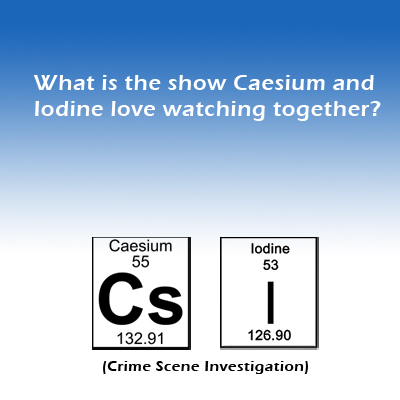 What is the show Caesium and
Iodine love watching together?
Caesium
55
Cs
132.91
Iodine
53
I
126.90
(Crime Scene Investigation)